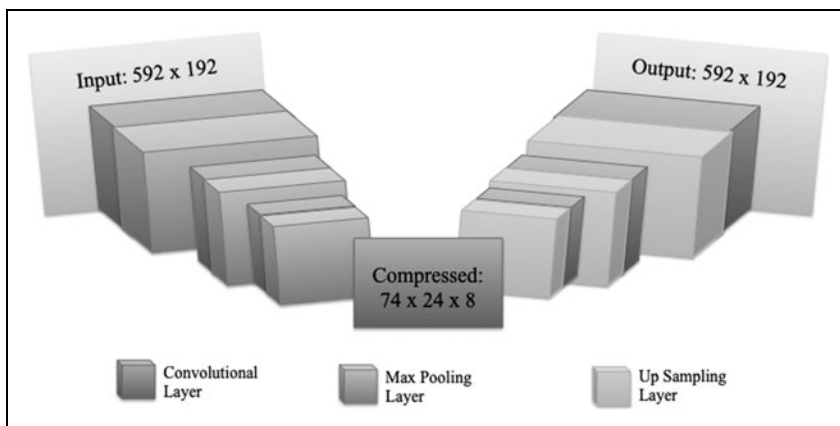 Input: 592 x 192
Output: 592 x 192
Compressed:
74 x 24 x 8
Convolutional
Layer
Max Pooling
Layer
Up Sampling
Layer